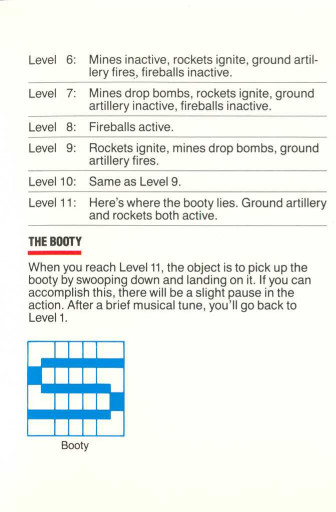 Level 6: Mines inactive, rockets ignite, ground artil-
lery fires, fireballs inactive.
Level 7: Mines drop bombs, rockets ignite, ground
artillery inactive, fireballs inactive.
Level 8: Fireballs active.
Level 9: Rockets ignite, mines drop bombs, ground
artillery fires.
Level 10: Same as Level 9.
Level 11: Here's where the booty lies. Ground artillery
and rockets both active.
THE BOOTY
When you reach Level 11, the object is to pick up the
booty by swooping down and landing on it. If you can
accomplish this, there will be a slight pause in the
action. After a brief musical tune, you'll go back to
Level 1.
Booty